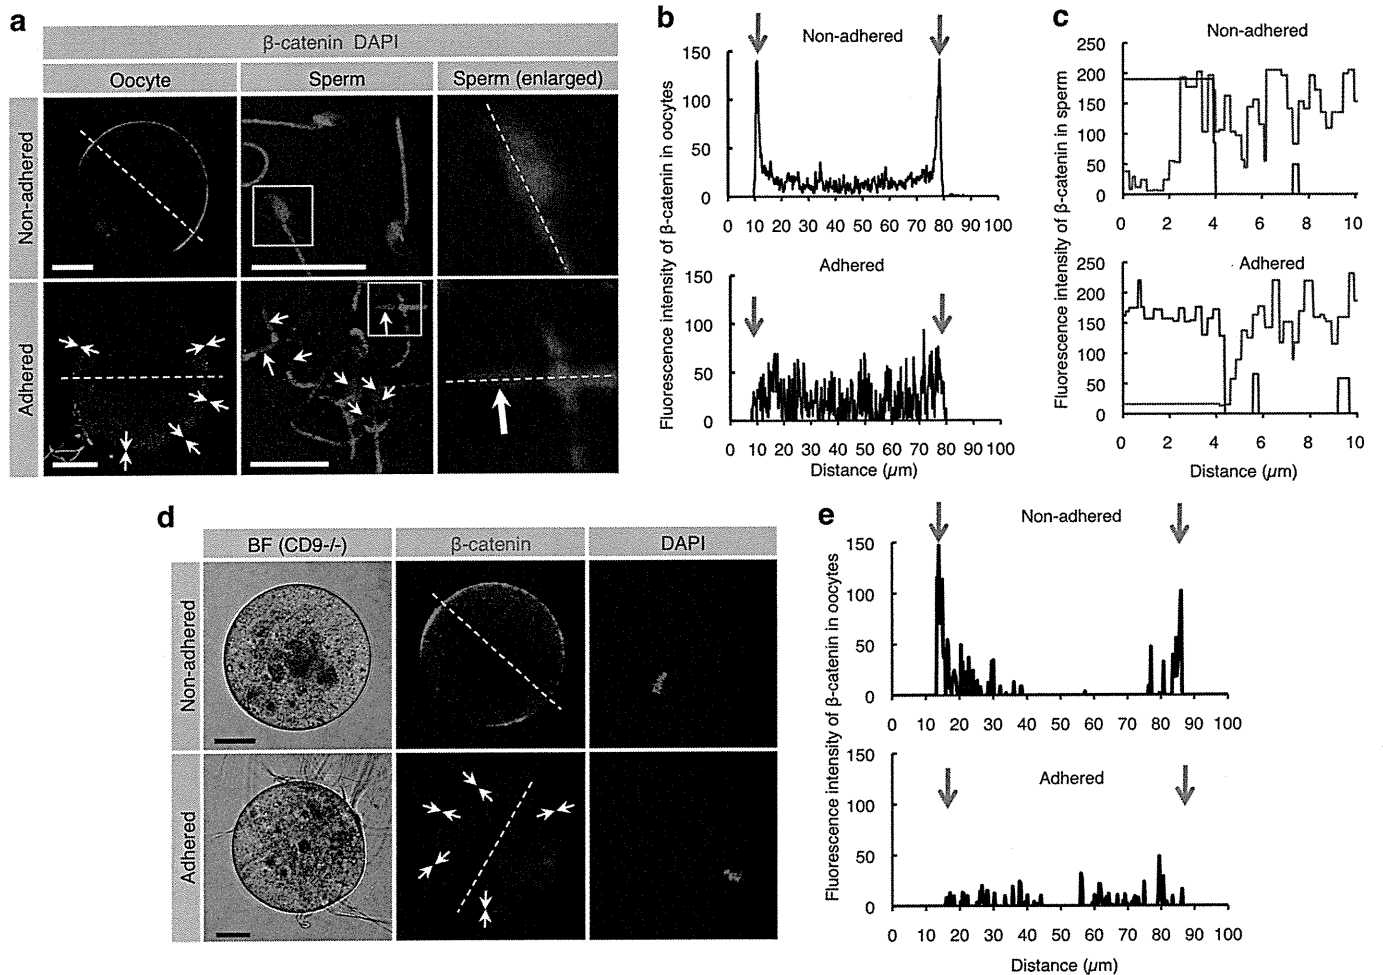 a
β-catenin DAPI
Oocyte Sperm Sperm (enlarged)
Non-adhered
Adhered
b
Non-adhered
Fluorescence intensity of β-catenin in oocytes
150
100
50
0
0 10 20 30 40 50 60 70 80 90 100
Adhered
150
100
50
0
0 10 20 30 40 50 60 70 80 90 100
Distance (μm)
c
Non-adhered
Fluorescence intensity of β-catenin in sperm
250
200
150
100
50
0
0 2 4 6 8 10
Adhered
250
200
150
100
50
0
0 2 4 6 8 10
Distance (μm)
d
BF (CD9-/-) β-catenin DAPI
Non-adhered
Adhered
e
Non-adhered
Fluorescence intensity of β-catenin in oocytes
150
100
50
0
0 10 20 30 40 50 60 70 80 90 100
Adhered
150
100
50
0
0 10 20 30 40 50 60 70 80 90 100
Distance (μm)